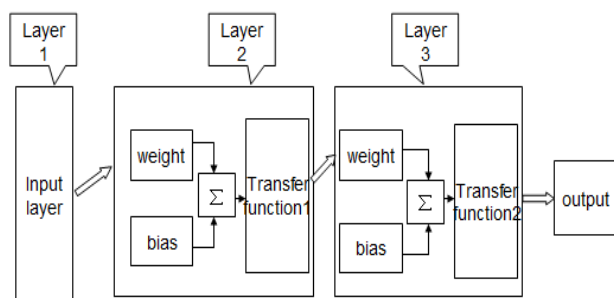 Layer
1
Layer
2
Layer
3
Input
layer
weight
bias
Σ
Transfer
function1
weight
bias
Σ
Transfer
function2
output